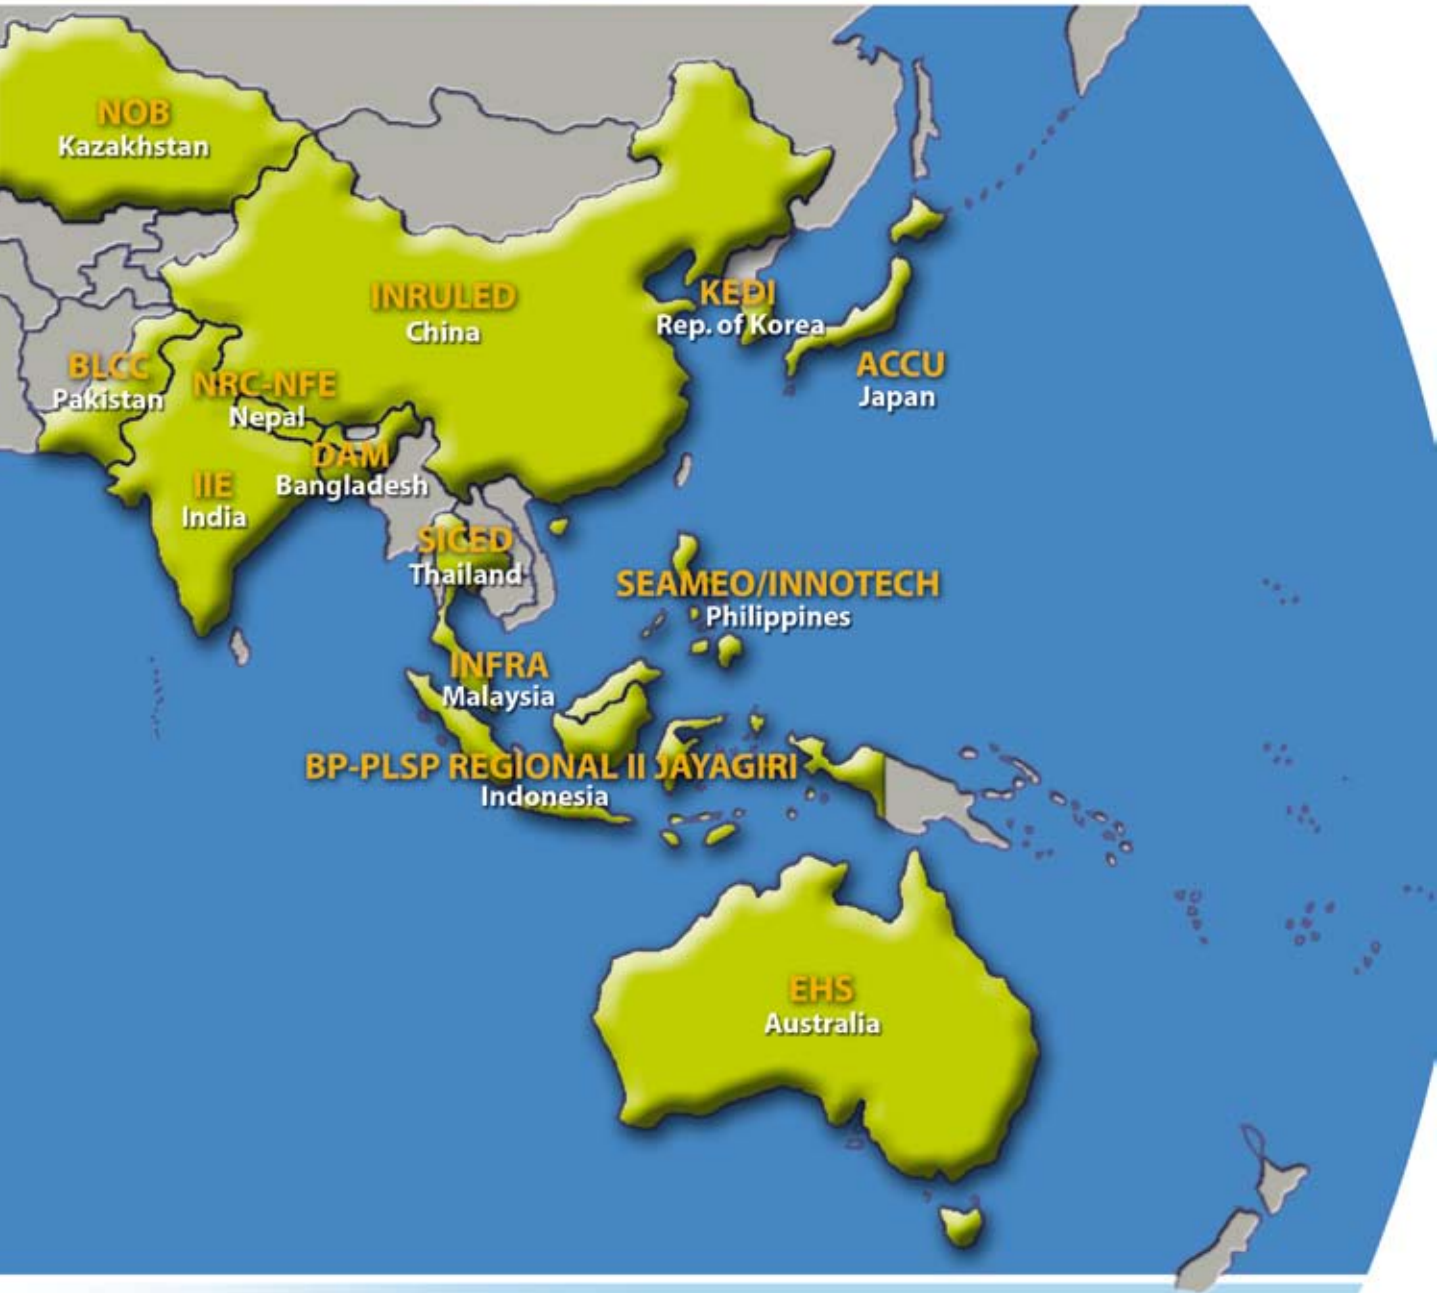 NOB
Kazakhstan
INRULED
China
KEDI
Rep. of Korea
ACCU
Japan
BLCC
Pakistan
NRC-NFE
Nepal
DAM
Bangladesh
IIE
India
SICED
Thailand
SEAMEO/INNOTECH
Philippines
INFRA
Malaysia
BP-PLSP REGIONAL II JAYAGIRI
Indonesia
EHS
Australia